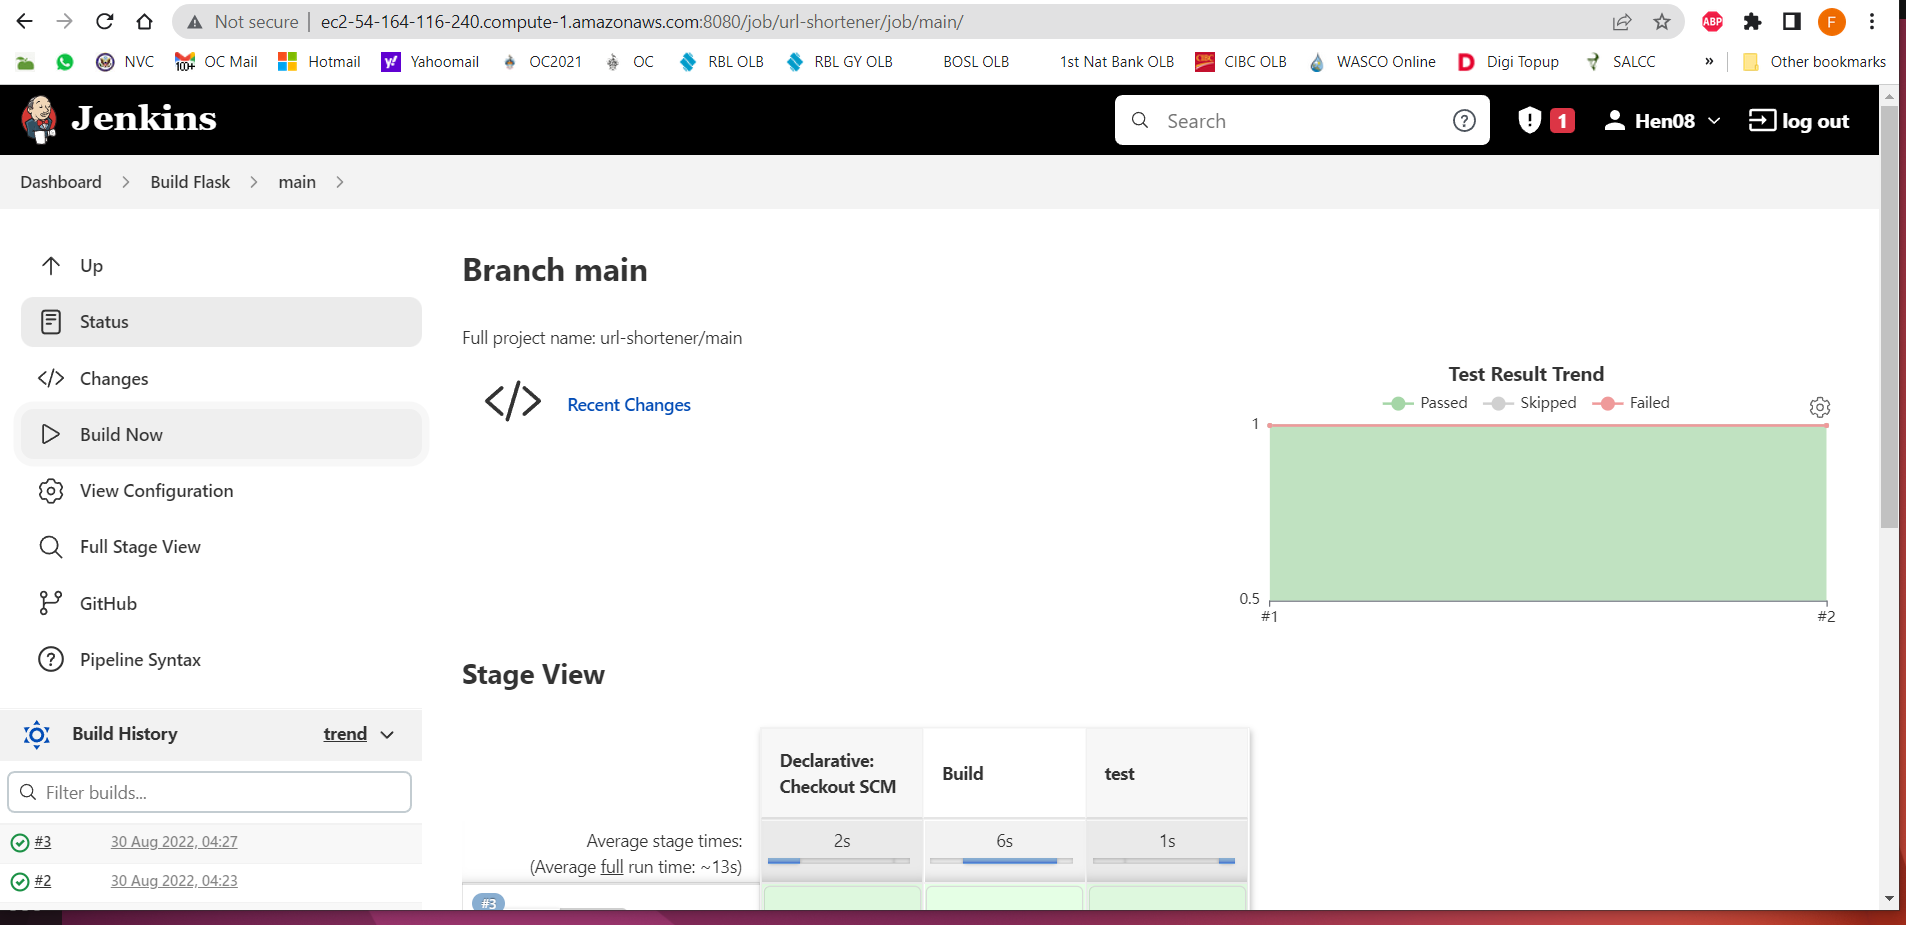 Not secure | ec2-54-164-116-240.compute-1.amazonaws.com:8080/job/url-shortener/job/main/
ABP
F
NVC
100+
OC Mail
Hotmail
Yahoomail
OC2021
OC
RBL OLB
RBL GY OLB
BOSL OLB
1st Nat Bank OLB
CIBC OLB
WASCO Online
Digi Topup
SALCC
»
Other bookmarks
Jenkins
Search
1
Hen08
log out
Dashboard
Build Flask
main
Up
Status
Changes
Build Now
View Configuration
Full Stage View
GitHub
Pipeline Syntax
Build History
trend
Filter builds...
#3
30 Aug 2022, 04:27
#2
30 Aug 2022, 04:23
Branch main
Full project name: url-shortener/main
Recent Changes
Test Result Trend
Passed
Skipped
Failed
1
0.5
#1
#2
Stage View
Declarative:
Checkout SCM
Build
test
Average stage times:
(Average full run time: ~13s)
2s
6s
1s
#3